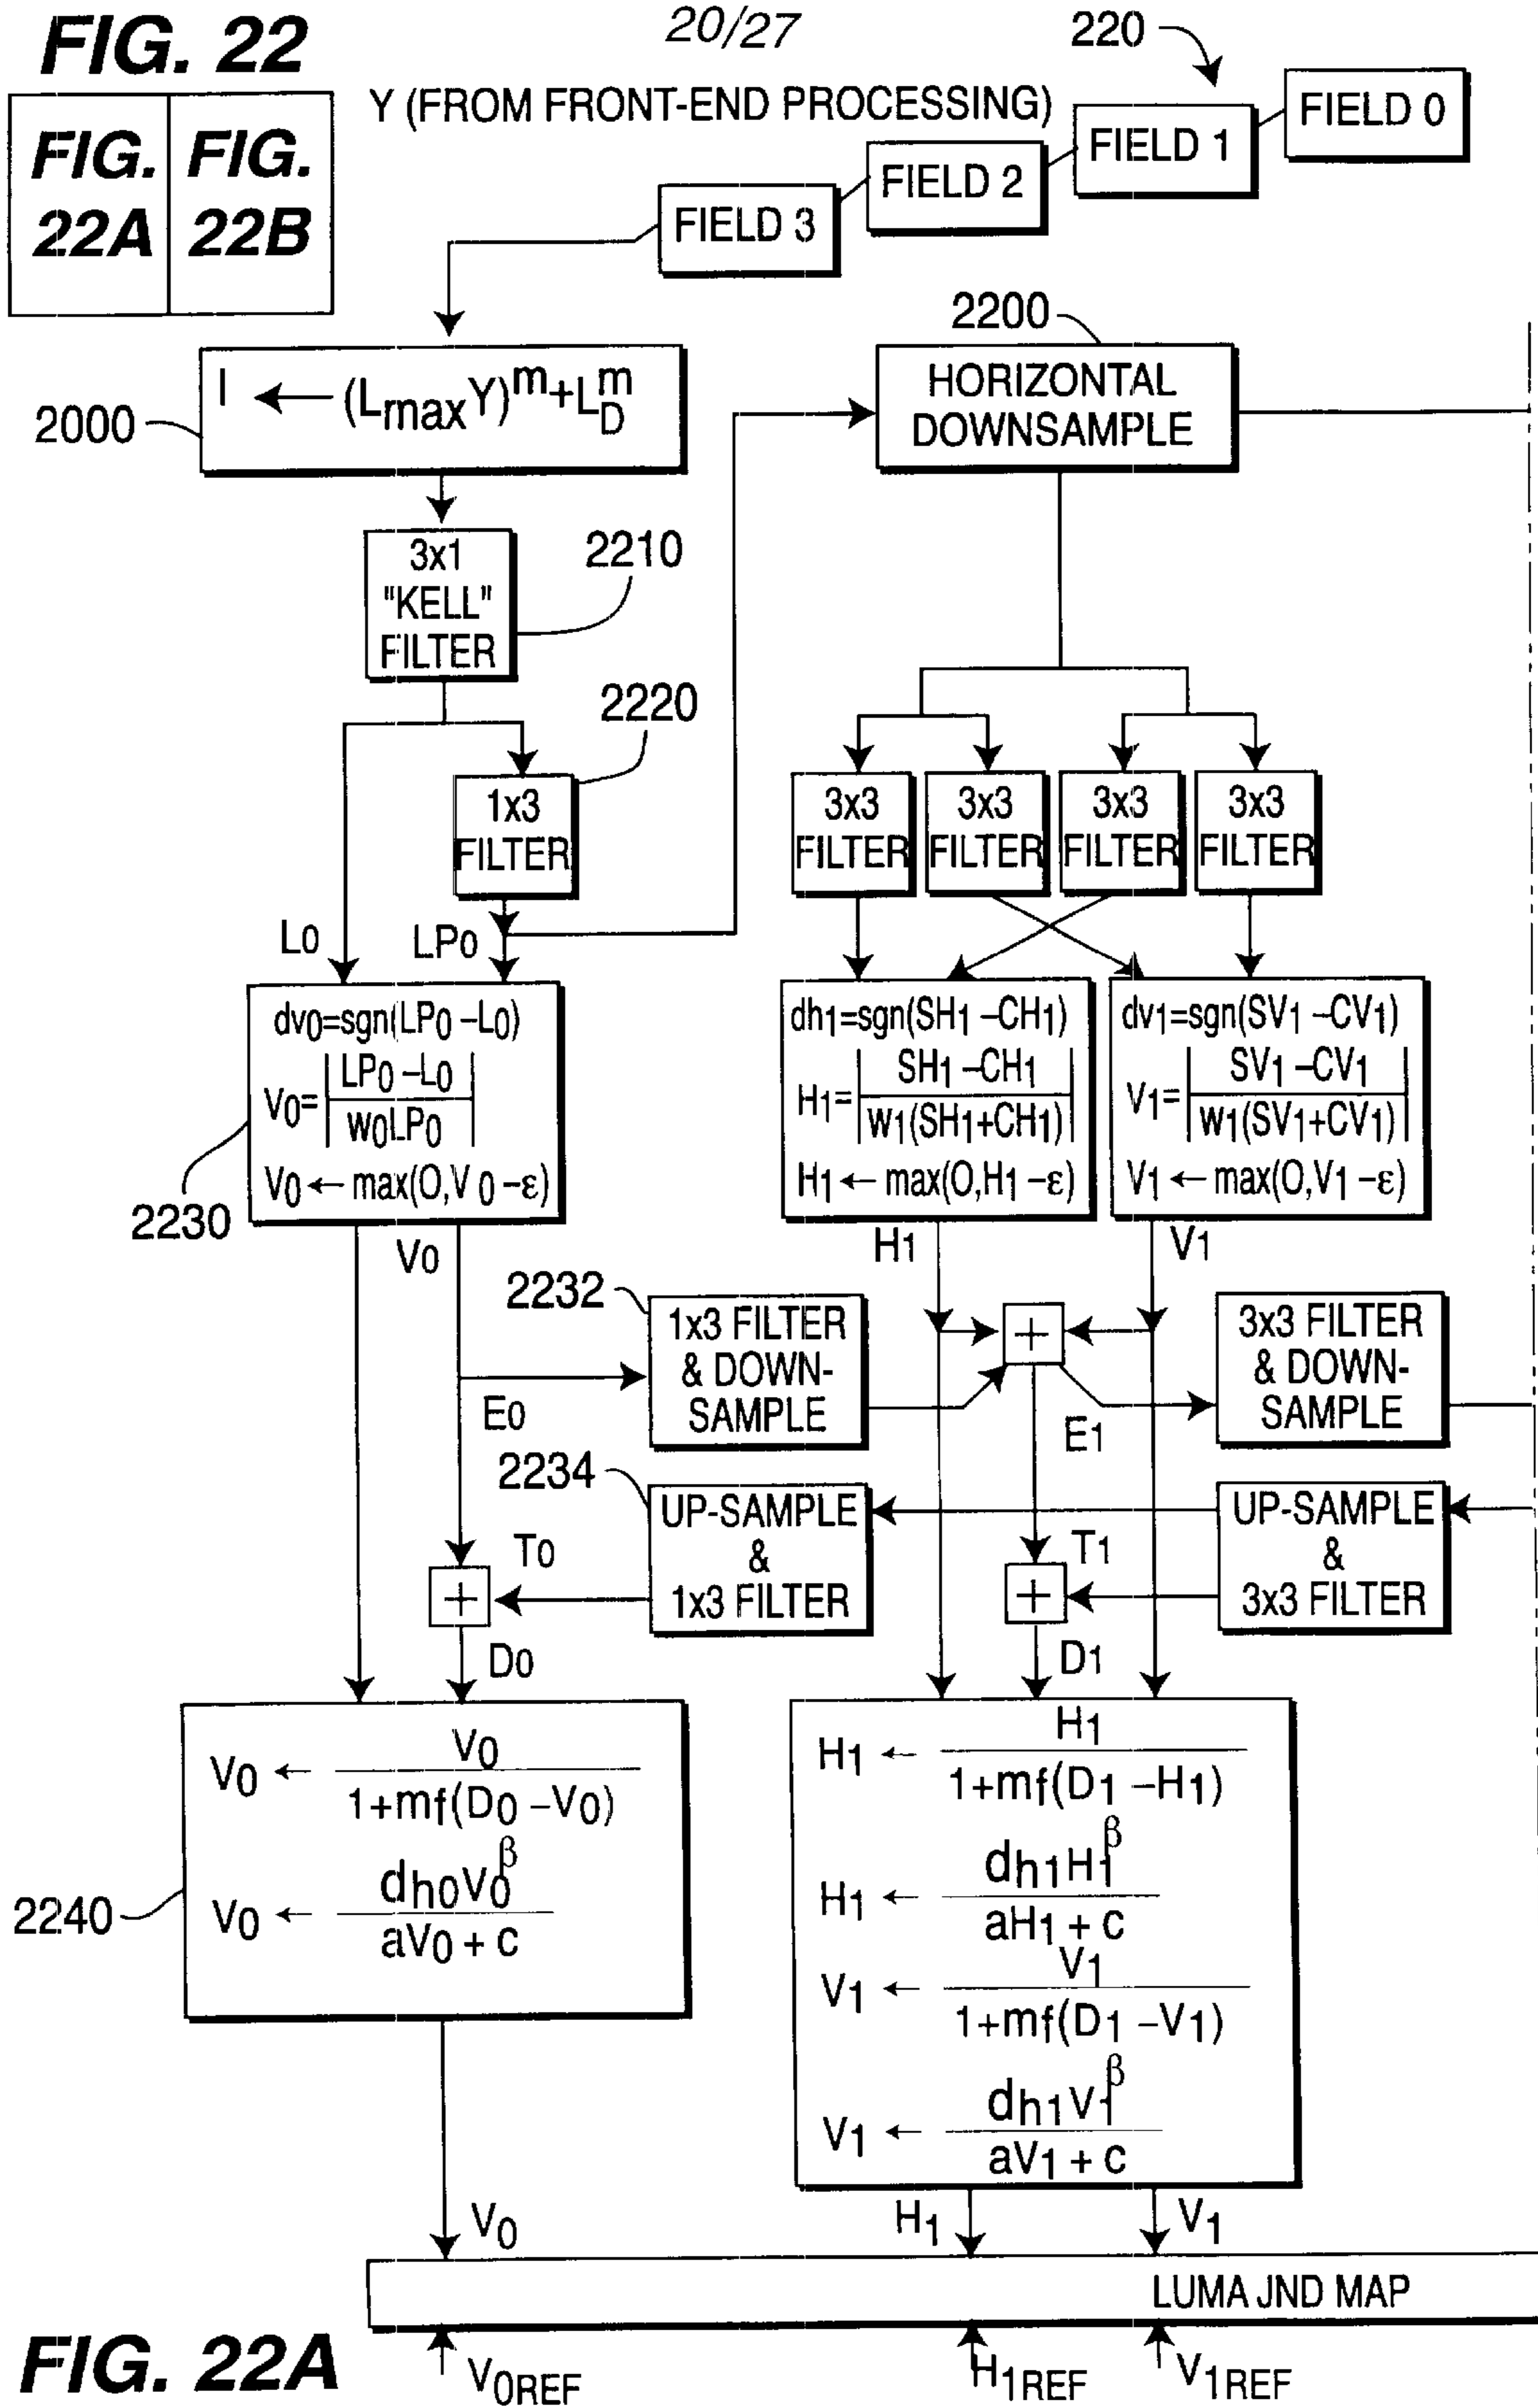 FIG. 22
20/27
220
FIG. 22A
FIG. 22B
Y (FROM FRONT-END PROCESSING)
FIELD 0
FIELD 1
FIELD 2
FIELD 3
2000
I ← (LmaxY)^m+L_D^m
2200
HORIZONTAL
DOWNSAMPLE
3x1
"KELL"
FILTER
2210
2220
1x3
FILTER
3x3
FILTER
3x3
FILTER
3x3
FILTER
3x3
FILTER
L0
LP0
dv0=sgn(LP0 –L0)
V0=|LP0 –L0 / w0LP0|
V0 ← max(0,V0 –ε)
2230
dh1=sgn(SH1 –CH1)
H1=|SH1 –CH1 / w1(SH1+CH1)|
H1 ← max(0,H1 –ε)
dv1=sgn(SV1 –CV1)
V1=|SV1 –CV1 / w1(SV1+CV1)|
V1 ← max(0,V1 –ε)
V0
H1
V1
2232
1x3 FILTER
& DOWN-
SAMPLE
+
3x3 FILTER
& DOWN-
SAMPLE
E0
E1
2234
UP-SAMPLE
&
1x3 FILTER
UP-SAMPLE
&
3x3 FILTER
T0
T1
+
+
D0
D1
V0 ← V0 / 1+mf(D0 –V0)
V0 ← dh0V0^β / aV0 + c
2240
H1 ← H1 / 1+mf(D1 –H1)
H1 ← dh1H1^β / aH1 + c
V1 ← V1 / 1+mf(D1 –V1)
V1 ← dh1V1^β / aV1 + c
V0
H1
V1
LUMA JND MAP
FIG. 22A
V0REF
H1REF
V1REF